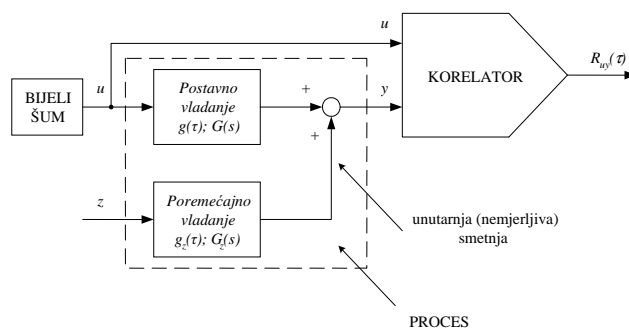 u
R_uy(τ)
BIJELI
ŠUM
u
Postavno
vladanje
g(τ); G(s)
+
+
y
KORELATOR
z
Poremećajno
vladanje
g_z(τ); G_z(s)
unutarnja (nemjerljiva)
smetnja
PROCES